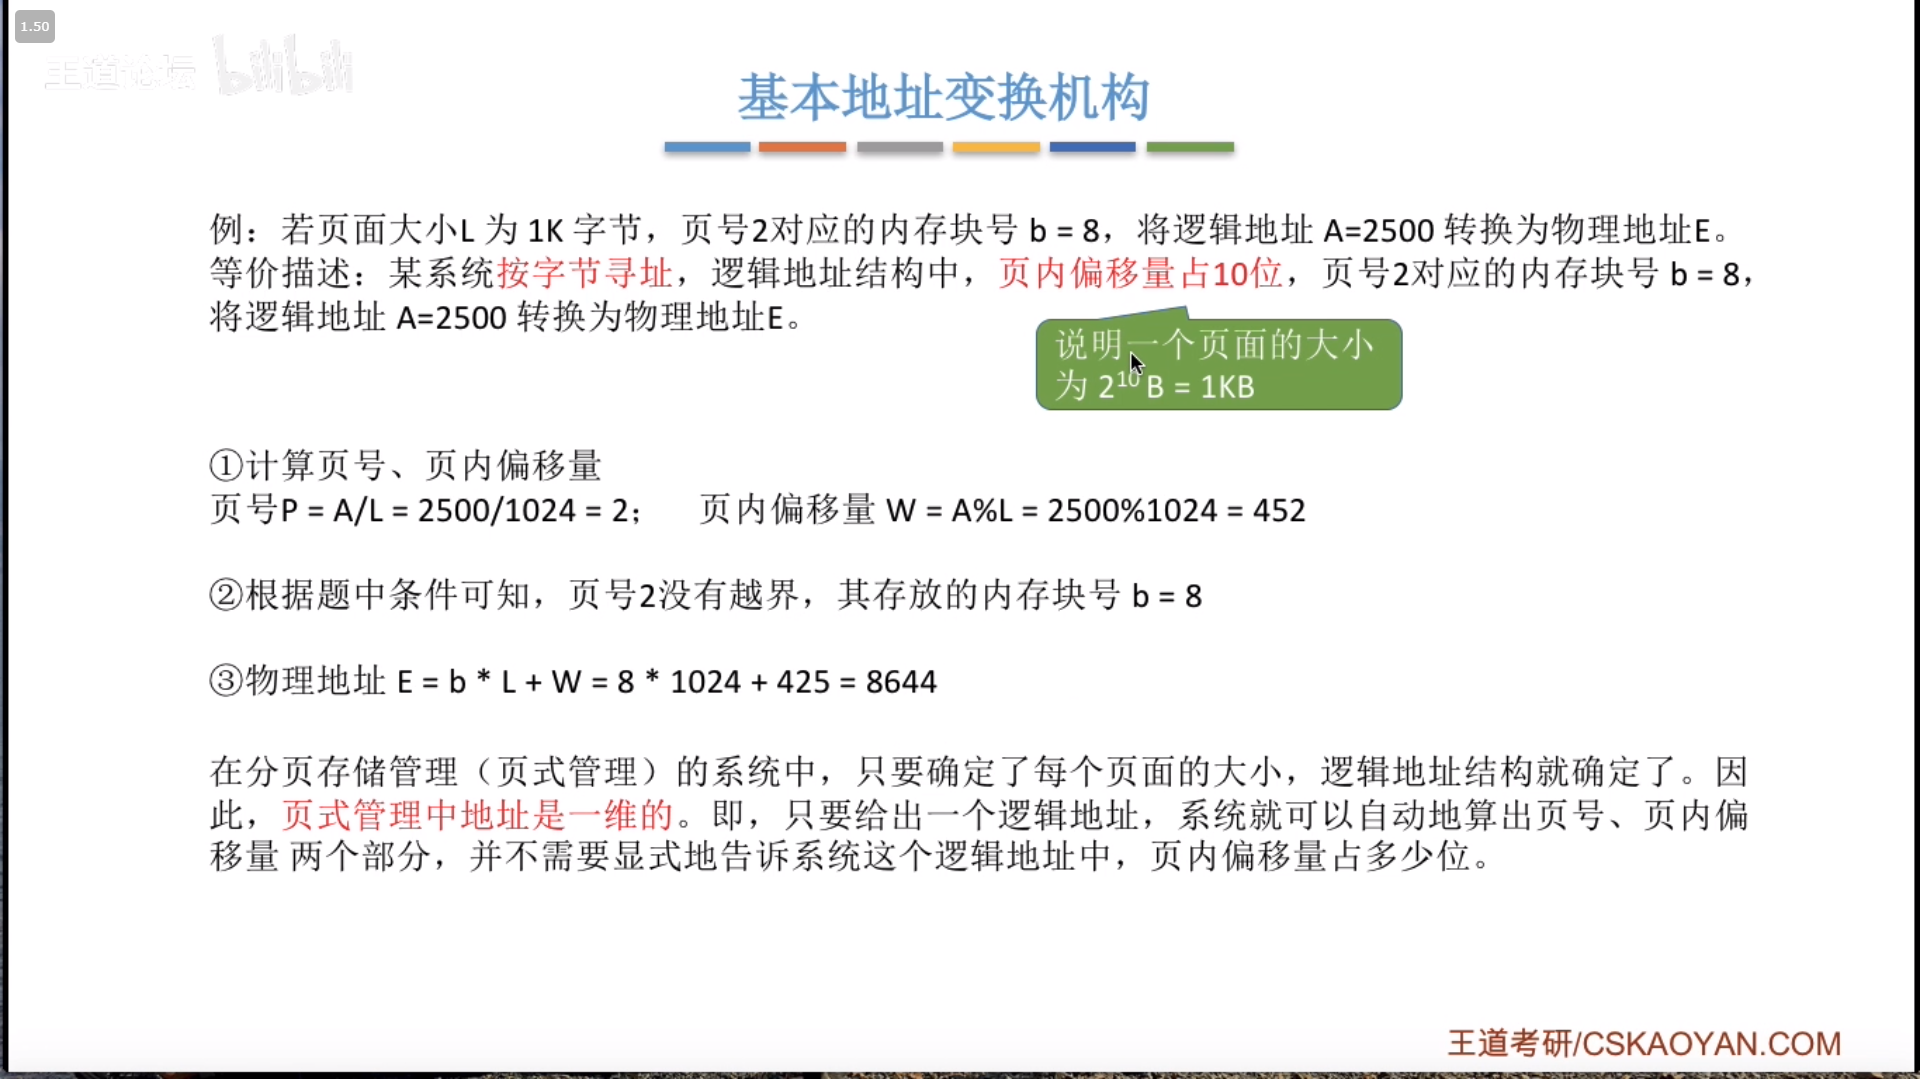 1.50
王道论坛 bilibili
基本地址变换机构
例：若页面大小L 为 1K 字节，页号2对应的内存块号 b = 8，将逻辑地址 A=2500 转换为物理地址E。
等价描述：某系统按字节寻址，逻辑地址结构中，页内偏移量占10位，页号2对应的内存块号 b = 8，
将逻辑地址 A=2500 转换为物理地址E。
说明一个页面的大小
为 2¹⁰ B = 1KB
①计算页号、页内偏移量
页号P = A/L = 2500/1024 = 2； 页内偏移量 W = A%L = 2500%1024 = 452
②根据题中条件可知，页号2没有越界，其存放的内存块号 b = 8
③物理地址 E = b * L + W = 8 * 1024 + 425 = 8644
在分页存储管理（页式管理）的系统中，只要确定了每个页面的大小，逻辑地址结构就确定了。因
此，页式管理中地址是一维的。即，只要给出一个逻辑地址，系统就可以自动地算出页号、页内偏
移量 两个部分，并不需要显式地告诉系统这个逻辑地址中，页内偏移量占多少位。
王道考研/CSKAOYAN.COM